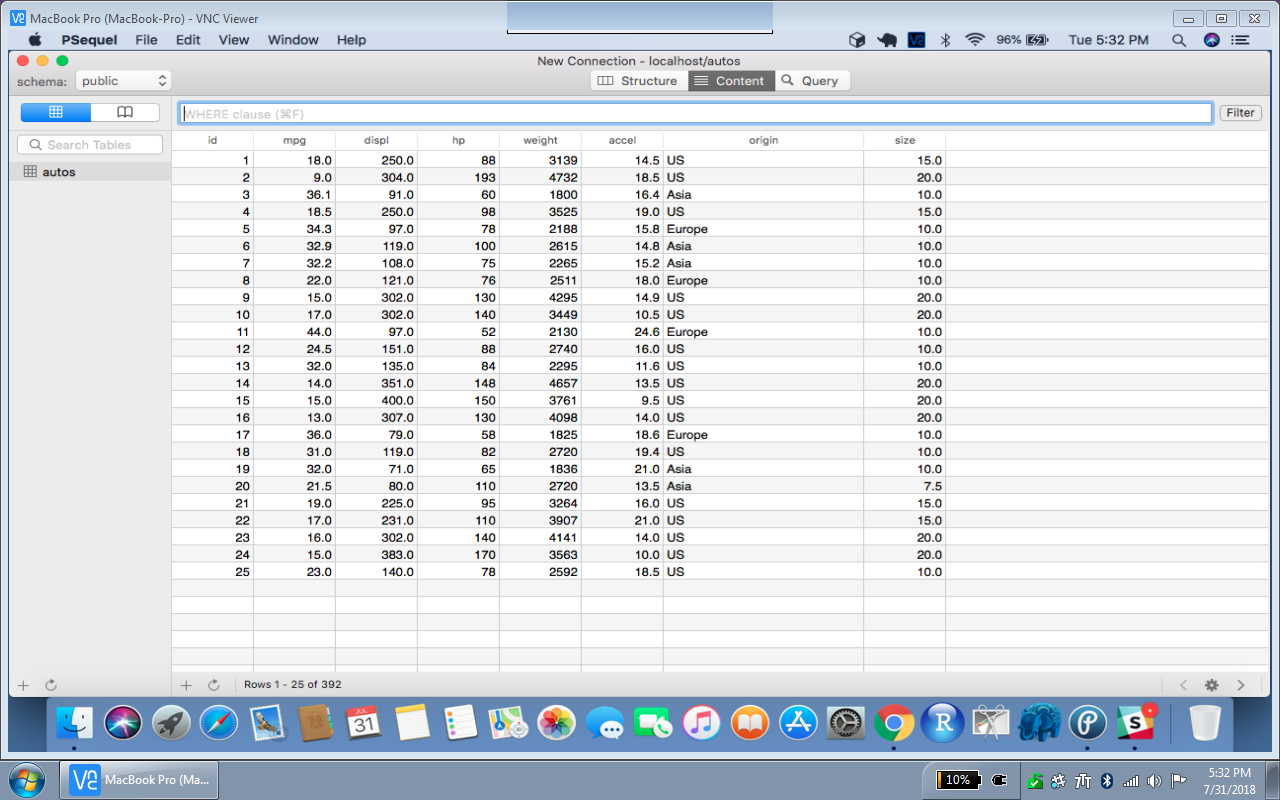 MacBook Pro (MacBook-Pro) - VNC Viewer
PSequel File Edit View Window Help 96% Tue 5:32 PM
New Connection - localhost/autos
schema: public Structure Content Query
WHERE clause (⌘F) Filter
Search Tables
autos
id mpg displ hp weight accel origin size
1 18.0 250.0 88 3139 14.5 US 15.0
2 9.0 304.0 193 4732 18.5 US 20.0
3 36.1 91.0 60 1800 16.4 Asia 10.0
4 18.5 250.0 98 3525 19.0 US 15.0
5 34.3 97.0 78 2188 15.8 Europe 10.0
6 32.9 119.0 100 2615 14.8 Asia 10.0
7 32.2 108.0 75 2265 15.2 Asia 10.0
8 22.0 121.0 76 2511 18.0 Europe 10.0
9 15.0 302.0 130 4295 14.9 US 20.0
10 17.0 302.0 140 3449 10.5 US 20.0
11 44.0 97.0 52 2130 24.6 Europe 10.0
12 24.5 151.0 88 2740 16.0 US 10.0
13 32.0 135.0 84 2295 11.6 US 10.0
14 14.0 351.0 148 4657 13.5 US 20.0
15 15.0 400.0 150 3761 9.5 US 20.0
16 13.0 307.0 130 4098 14.0 US 20.0
17 36.0 79.0 58 1825 18.6 Europe 10.0
18 31.0 119.0 82 2720 19.4 US 10.0
19 32.0 71.0 65 1836 21.0 Asia 10.0
20 21.5 80.0 110 2720 13.5 Asia 7.5
21 19.0 225.0 95 3264 16.0 US 15.0
22 17.0 231.0 110 3907 21.0 US 15.0
23 16.0 302.0 140 4141 14.0 US 20.0
24 15.0 383.0 170 3563 10.0 US 20.0
25 23.0 140.0 78 2592 18.5 US 10.0
Rows 1 - 25 of 392
JUL
31
R
P
S
MacBook Pro (Ma...
10%
5:32 PM
7/31/2018